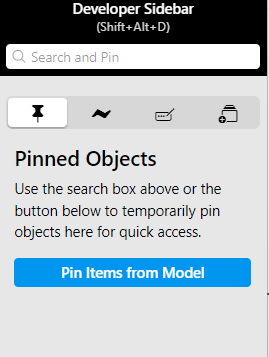 Developer Sidebar
(Shift+Alt+D)
Search and Pin
Pinned Objects
Use the search box above or the
button below to temporarily pin
objects here for quick access.
Pin Items from Model